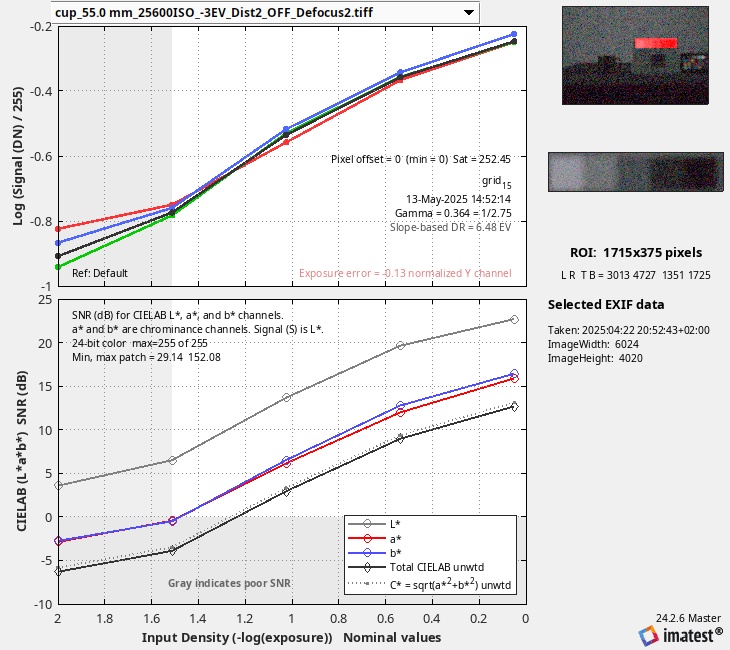 cup_55.0 mm_25600ISO_-3EV_Dist2_OFF_Defocus2.tiff
-0.2
-0.4
-0.6
-0.8
-1
Log (Signal (DN) / 255)
Pixel offset = 0 (min = 0) Sat = 252.45
grid15
13-May-2025 14:52:14
Gamma = 0.364 = 1/2.75
Slope-based DR = 6.48 EV
Ref: Default
Exposure error = -0.13 normalized Y channel
25
20
15
10
5
0
-5
-10
CIELAB (L*a*b*) SNR (dB)
SNR (dB) for CIELAB L*, a*, and b* channels.
a* and b* are chrominance channels. Signal (S) is L*.
24-bit color max=255 of 255
Min, max patch = 29.14 152.08
L*
a*
b*
Total CIELAB unwtd
C* = sqrt(a*2+b*2) unwtd
Gray indicates poor SNR
2
1.8
1.6
1.4
1.2
1
0.8
0.6
0.4
0.2
0
Input Density (-log(exposure)) Nominal values
ROI: 1715x375 pixels
L R T B = 3013 4727 1351 1725
Selected EXIF data
Taken: 2025:04:22 20:52:43+02:00
ImageWidth: 6024
ImageHeight: 4020
24.2.6 Master
imatest®